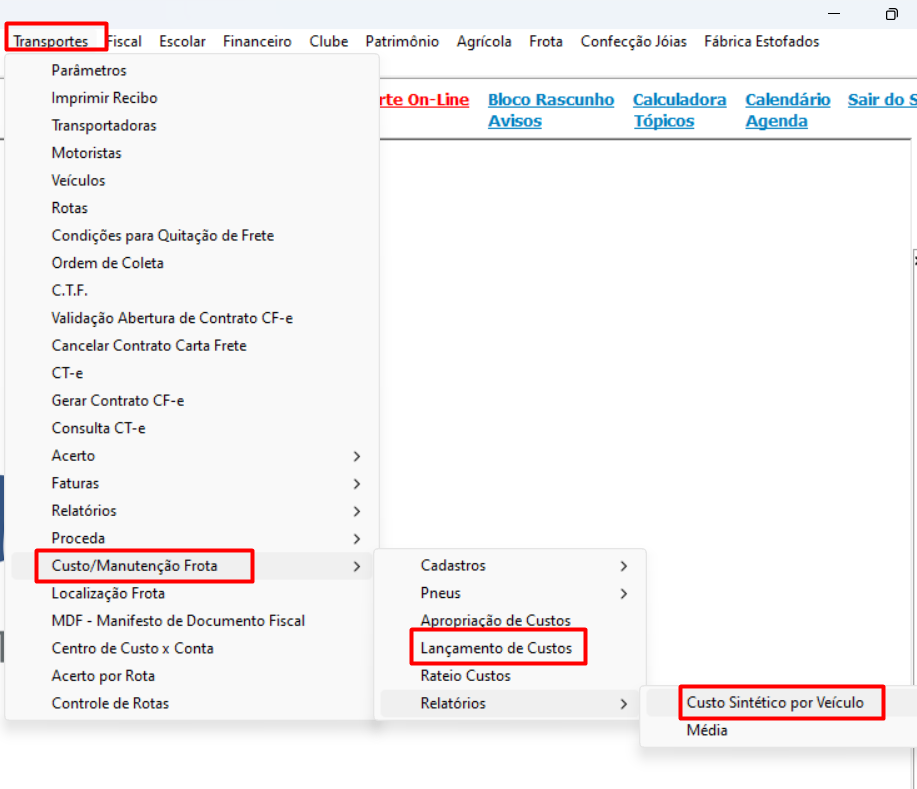 Transportes Fiscal Escolar Financeiro Clube Patrimônio Agrícola Frota Confecção Jóias Fábrica Estofados
rte On-Line Bloco Rascunho Calculadora Calendário Sair do S
Avisos Tópicos Agenda
Parâmetros
Imprimir Recibo
Transportadoras
Motoristas
Veículos
Rotas
Condições para Quitação de Frete
Ordem de Coleta
C.T.F.
Validação Abertura de Contrato CF-e
Cancelar Contrato Carta Frete
CT-e
Gerar Contrato CF-e
Consulta CT-e
Acerto
Faturas
Relatórios
Proceda
Custo/Manutenção Frota
Localização Frota
MDF - Manifesto de Documento Fiscal
Centro de Custo x Conta
Acerto por Rota
Controle de Rotas
Cadastros
Pneus
Apropriação de Custos
Lançamento de Custos
Rateio Custos
Relatórios
Custo Sintético por Veículo
Média